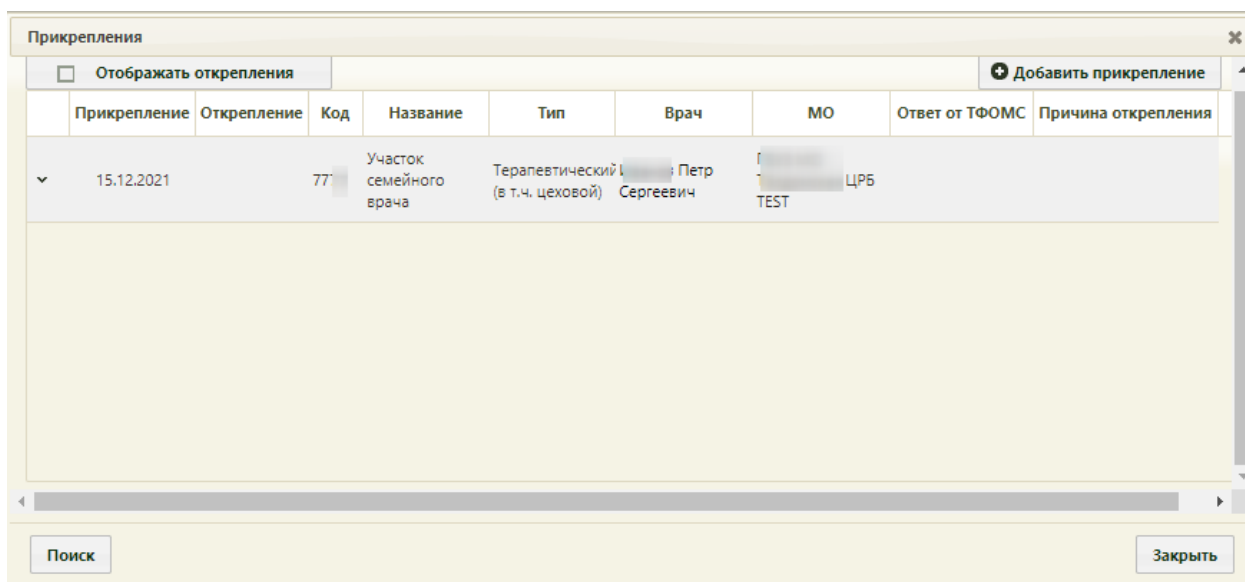 Прикрепления
Отображать открепления
Добавить прикрепление
Прикрепление Открепление Код Название Тип Врач МО Ответ от ТФОМС Причина открепления
15.12.2021
Участок
семейного
врача
Терапевтический
(в т.ч. цеховой)
Петр
Сергеевич
ЦРБ
TEST
Поиск
Закрыть